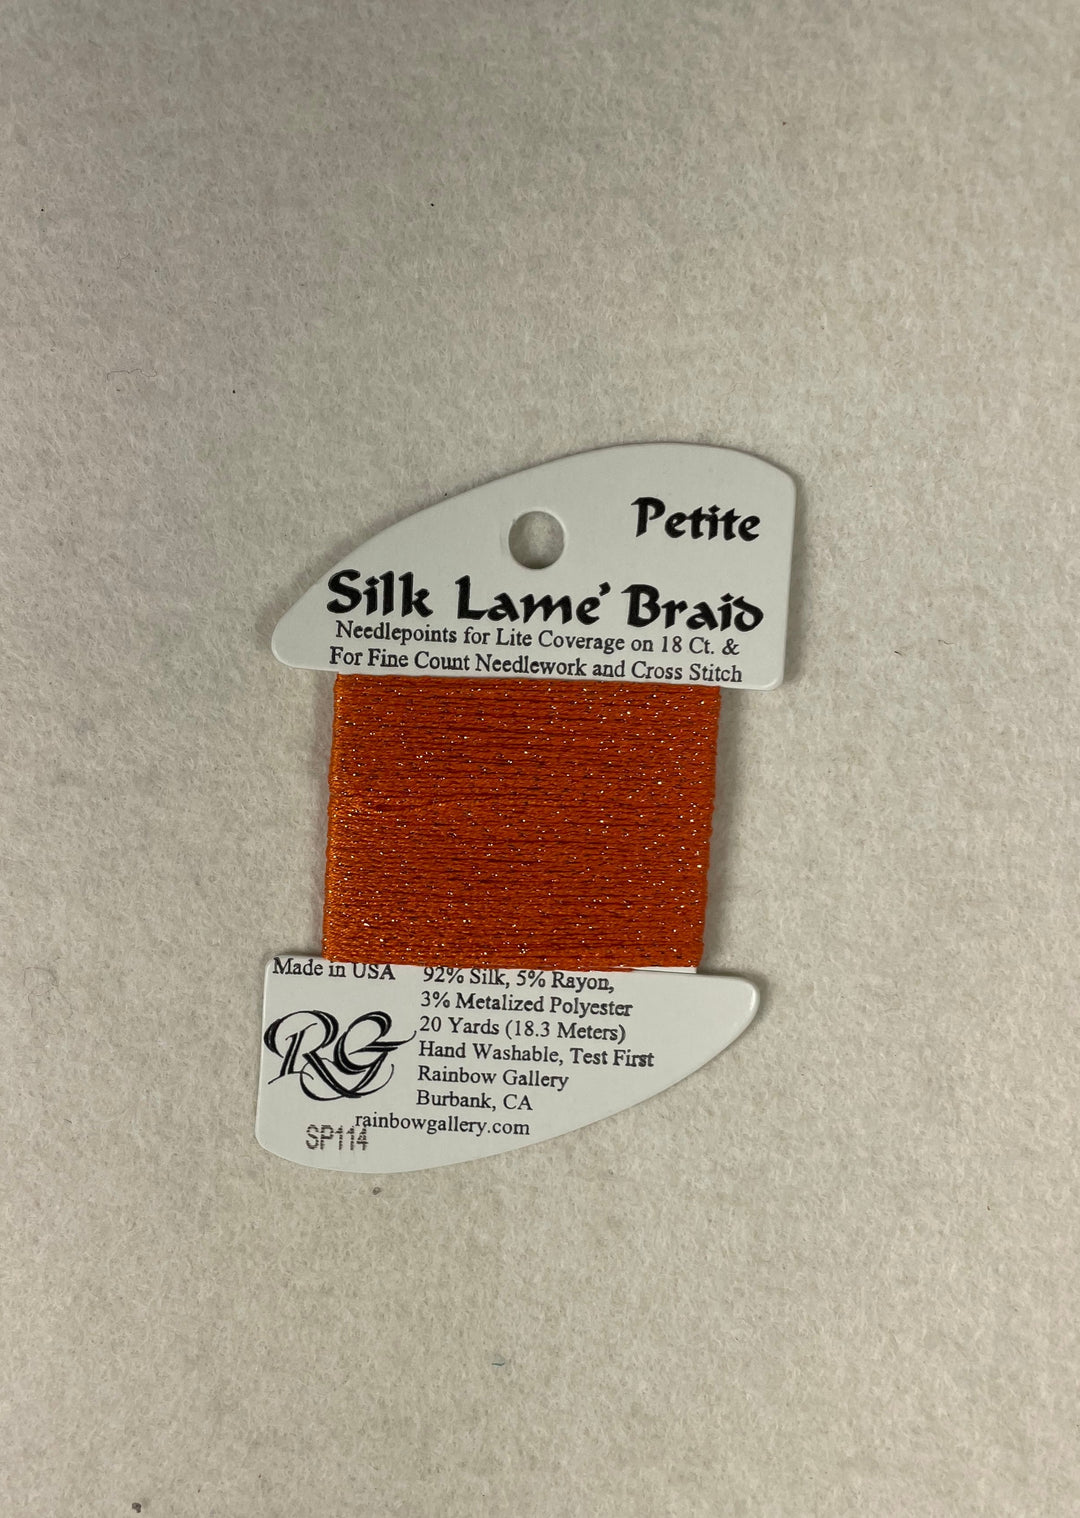 Petite
Silk Lame' Braid
Needlepoints for Lite Coverage on 18 Ct. &
For Fine Count Needlework and Cross Stitch
Made in USA
92% Silk, 5% Rayon,
3% Metalized Polyester
20 Yards (18.3 Meters)
Hand Washable, Test First
Rainbow Gallery
Burbank, CA
rainbowgallery.com
RG
SP114